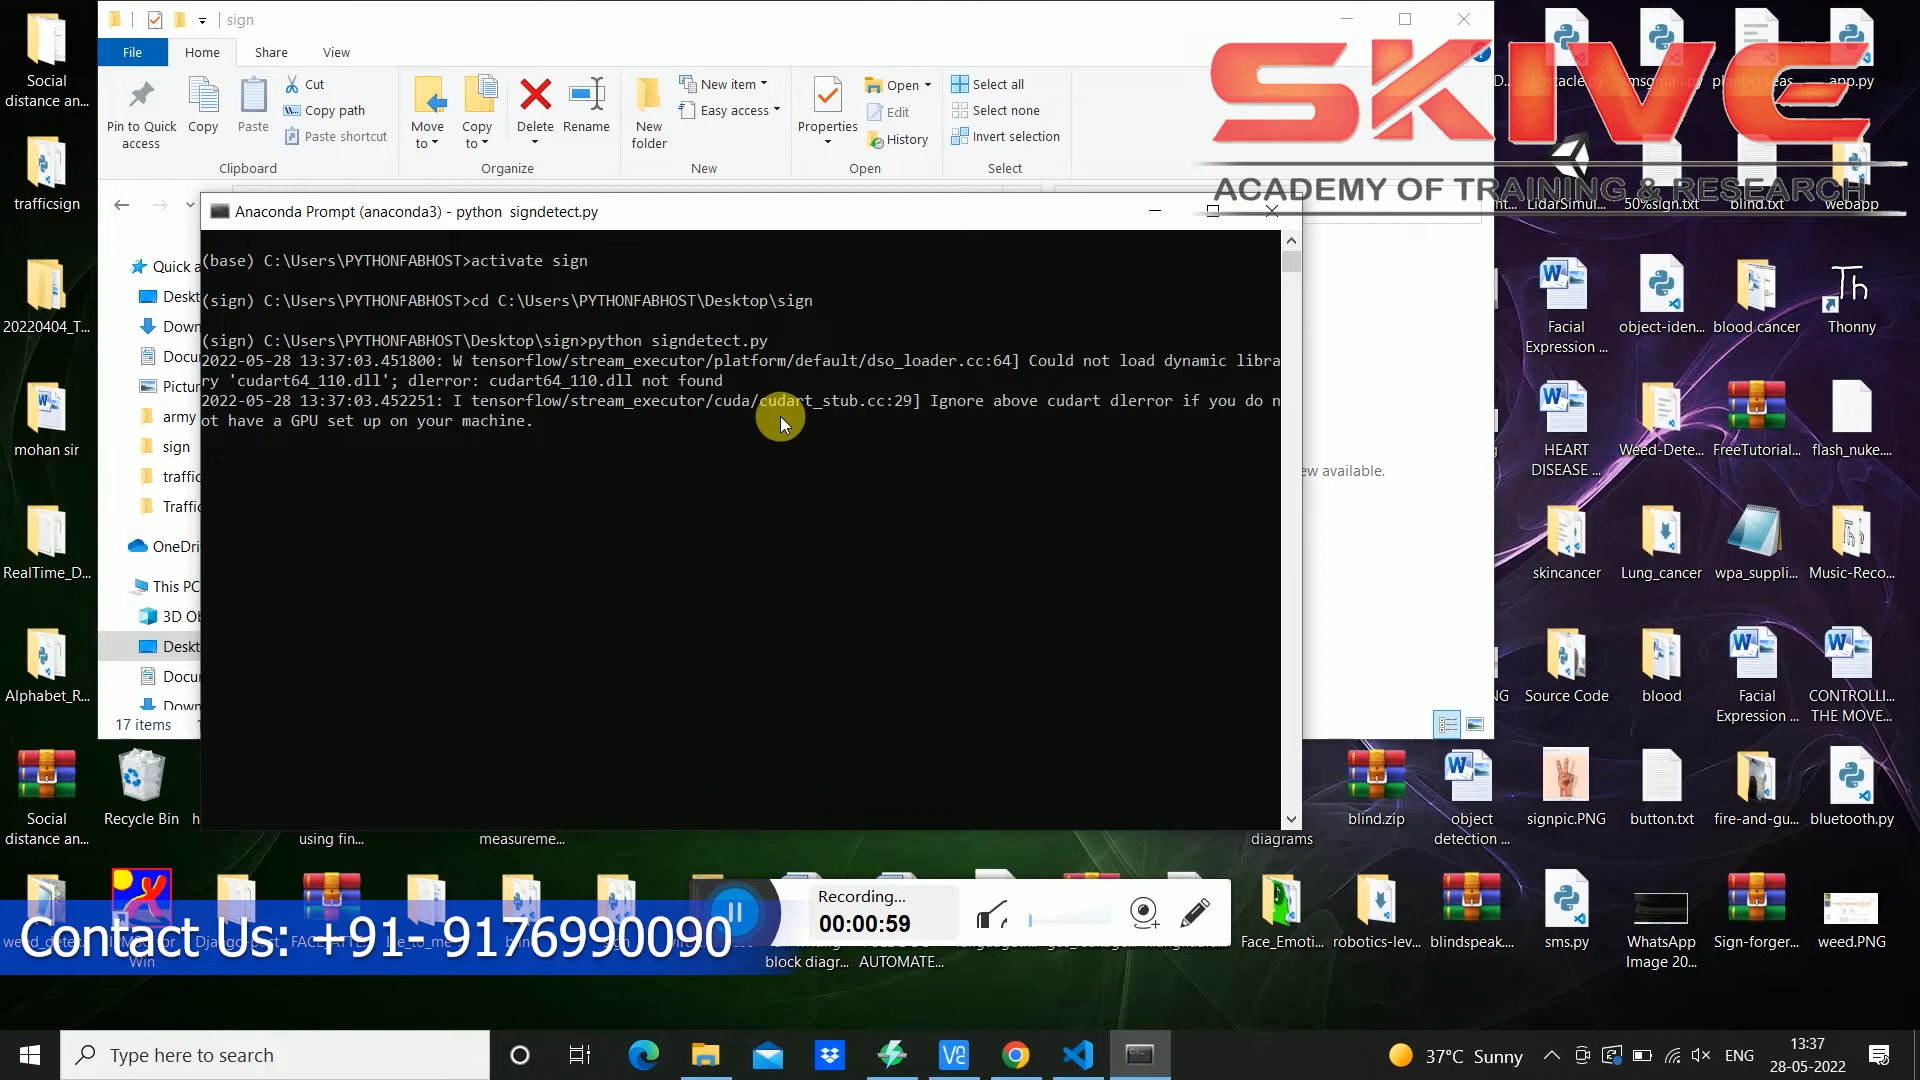 sign
File
Home
Share
View
Pin to Quick access
Copy
Paste
Cut
Copy path
Paste shortcut
Clipboard
Move to
Copy to
Delete
Rename
Organize
New folder
New item
Easy access
New
Properties
Open
Edit
History
Open
Select all
Select none
Invert selection
Select
SKIVE
ACADEMY OF TRAINING & RESEARCH
Anaconda Prompt (anaconda3) - python  signdetect.py
(base) C:\Users\PYTHONFABHOST>activate sign
(sign) C:\Users\PYTHONFABHOST>cd C:\Users\PYTHONFABHOST\Desktop\sign
(sign) C:\Users\PYTHONFABHOST\Desktop\sign>python signdetect.py
2022-05-28 13:37:03.451800: W tensorflow/stream_executor/platform/default/dso_loader.cc:64] Could not load dynamic libra
ry 'cudart64_110.dll'; dlerror: cudart64_110.dll not found
2022-05-28 13:37:03.452251: I tensorflow/stream_executor/cuda/cudart_stub.cc:29] Ignore above cudart dlerror if you do n
ot have a GPU set up on your machine.
Quick a
Deskt
Down
Docu
Pictur
army
sign
traffic
Traffic
OneDri
This PC
3D Ob
Deskt
Docu
Down
17 items
ew available.
Social
distance an...
trafficsign
20220404_T...
mohan sir
RealTime_D...
Alphabet_R...
Social
distance an...
Recycle Bin
using fin...
measureme...
diagrams
app.py
LidarSimul...
50%sign.txt
blind.txt
webapp
Facial
Expression ...
object-iden...
blood cancer
Thonny
HEART
DISEASE ...
Weed-Dete...
FreeTutorial...
flash_nuke....
skincancer
Lung_cancer
wpa_suppli...
Music-Reco...
Source Code
blood
Facial
Expression ...
CONTROLLI...
THE MOVE...
blind.zip
object
detection ...
signpic.PNG
button.txt
fire-and-gu...
bluetooth.py
Face_Emoti...
robotics-lev...
blindspeak....
sms.py
WhatsApp
Image 20...
Sign-forger...
weed.PNG
block diagr...
AUTOMATE...
Recording...
00:00:59
Contact Us: +91- 9176990090
Type here to search
37°C Sunny
ENG
13:37
28-05-2022